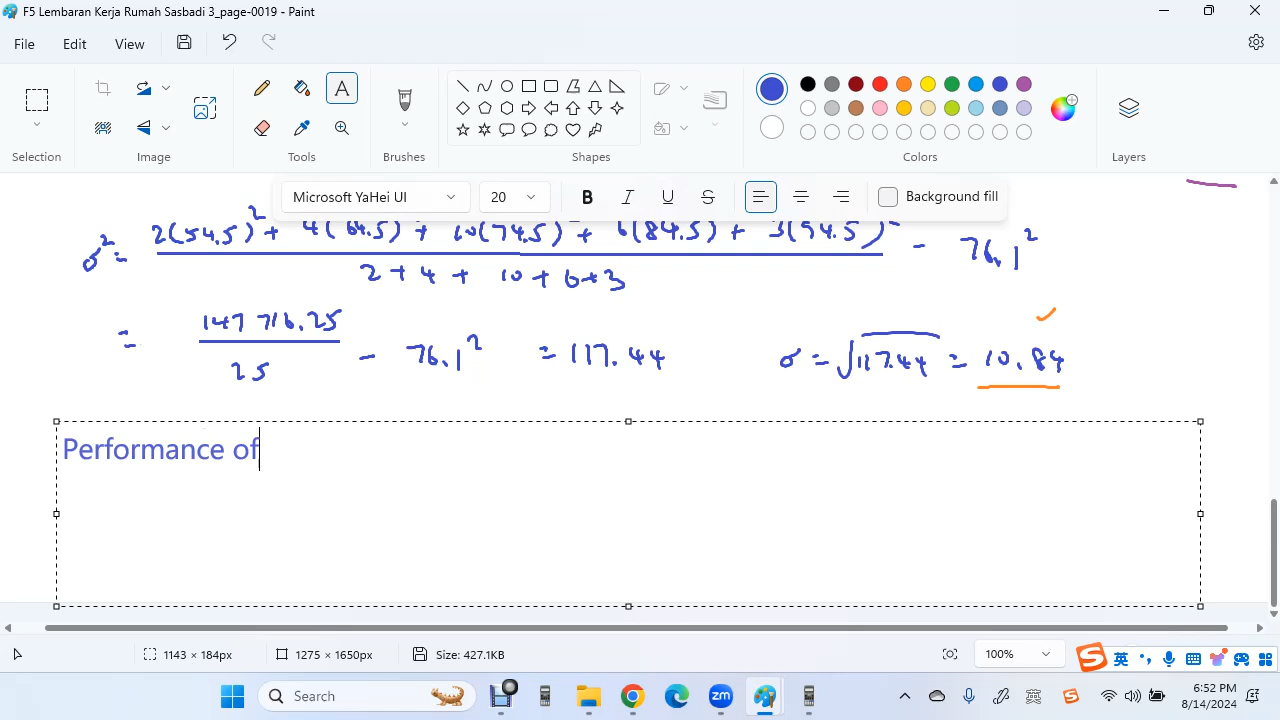 F5 Lembaran Kerja Rumah Sasbadi 3_page-0019 - Paint
File Edit View
Selection Image Tools Brushes Shapes Colors Layers
Microsoft YaHei UI 20 B I U S Background fill
σ² = 2(54.5)² + 4(64.5) + 10(74.5) + 6(84.5) + 3(94.5)² / 2 + 4 + 10 + 6 + 3 - 76.1²
= 147 716.25 / 25 - 76.1² = 117.44 σ = √117.44 = 10.84 ✓
Performance of
1143 × 184px 1275 × 1650px Size: 427.1KB 100% 英
Search zm 英 6:52 PM
8/14/2024